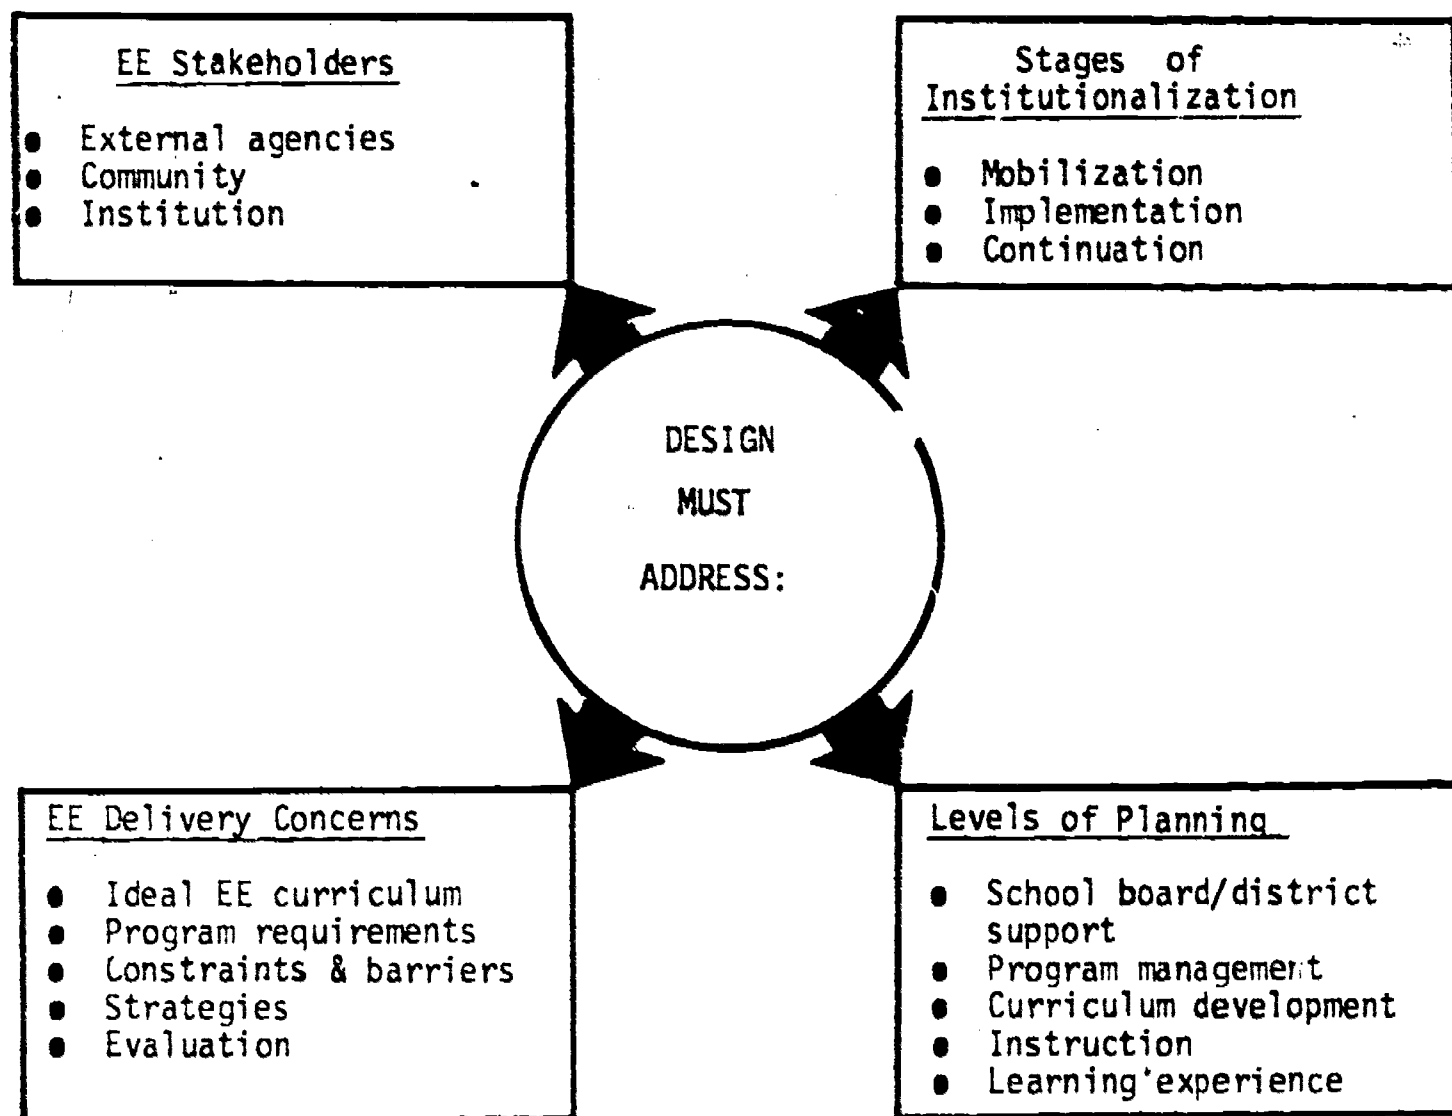 EE Stakeholders
● External agencies
● Community
● Institution
Stages of
Institutionalization
● Mobilization
● Implementation
● Continuation
DESIGN
MUST
ADDRESS:
EE Delivery Concerns
● Ideal EE curriculum
● Program requirements
● Constraints & barriers
● Strategies
● Evaluation
Levels of Planning
● School board/district
support
● Program management
● Curriculum development
● Instruction
● Learning experience